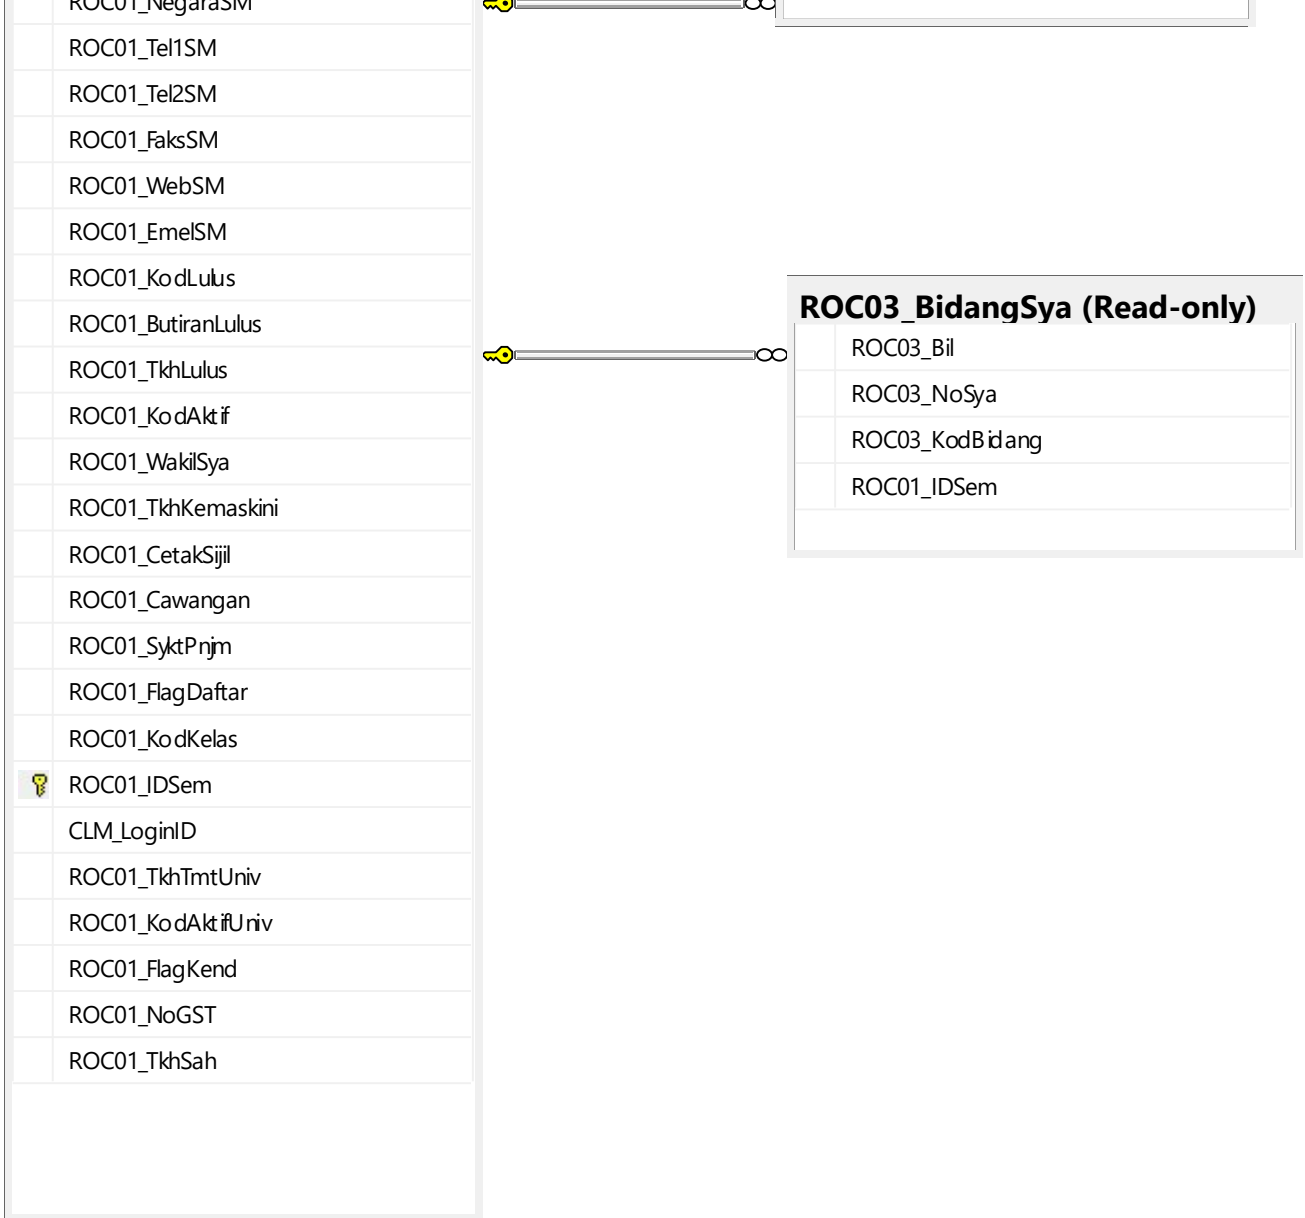 ROC01_NegaraSM
ROC01_Tel1SM
ROC01_Tel2SM
ROC01_FaksSM
ROC01_WebSM
ROC01_EmelSM
ROC01_KodLulus
ROC01_ButiranLulus
ROC01_TkhLulus
ROC01_KodAktif
ROC01_WakilSya
ROC01_TkhKemaskini
ROC01_CetakSijil
ROC01_Cawangan
ROC01_SyktPnjm
ROC01_FlagDaftar
ROC01_KodKelas
ROC01_IDSem
CLM_LoginID
ROC01_TkhTmtUniv
ROC01_KodAktifUniv
ROC01_FlagKend
ROC01_NoGST
ROC01_TkhSah
ROC03_BidangSya (Read-only)
ROC03_Bil
ROC03_NoSya
ROC03_KodBidang
ROC01_IDSem